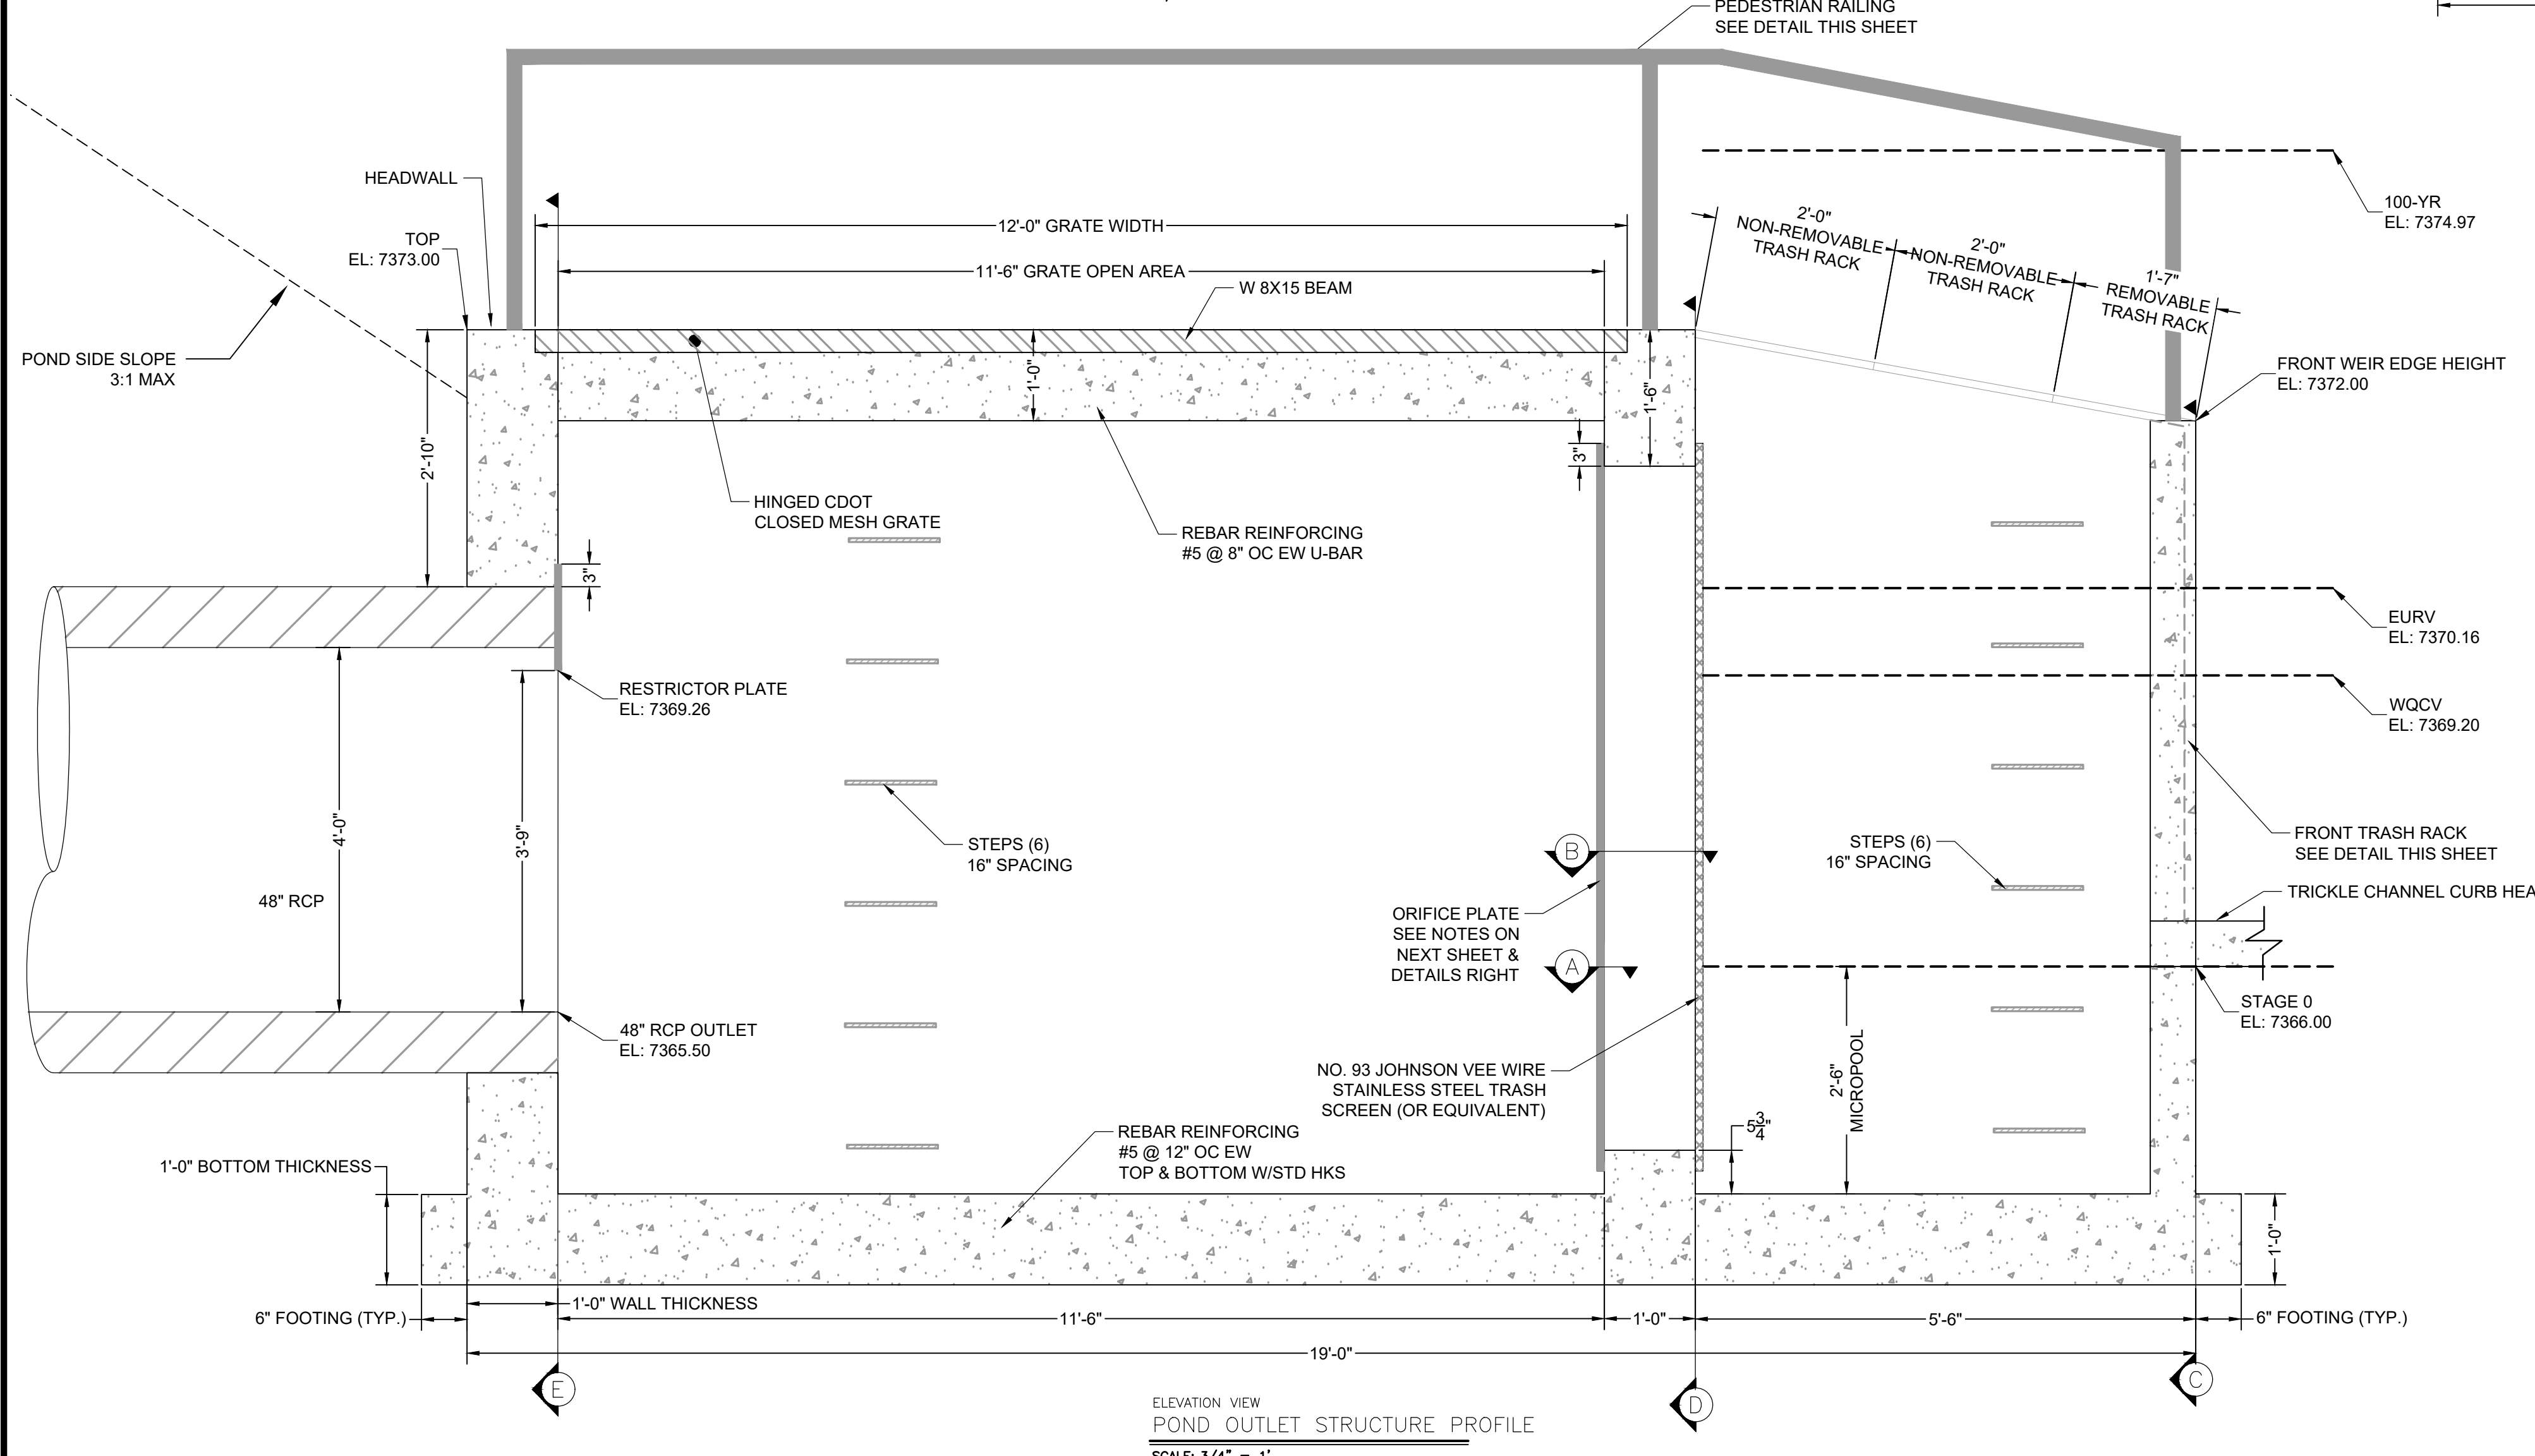 PEDESTRIAN RAILING
SEE DETAIL THIS SHEET
HEADWALL
TOP
EL: 7373.00
POND SIDE SLOPE
3:1 MAX
12'-0" GRATE WIDTH
11'-6" GRATE OPEN AREA
W 8X15 BEAM
2'-0"
NON-REMOVABLE
TRASH RACK
2'-0"
NON-REMOVABLE
TRASH RACK
1'-7"
REMOVABLE
TRASH RACK
100-YR
EL: 7374.97
FRONT WEIR EDGE HEIGHT
EL: 7372.00
1'-0"
1'-6"
2'-10"
3"
3"
HINGED CDOT
CLOSED MESH GRATE
REBAR REINFORCING
#5 @ 8" OC EW U-BAR
EURV
EL: 7370.16
RESTRICTOR PLATE
EL: 7369.26
WQCV
EL: 7369.20
4'-0"
3'-9"
48" RCP
STEPS (6)
16" SPACING
B
STEPS (6)
16" SPACING
FRONT TRASH RACK
SEE DETAIL THIS SHEET
TRICKLE CHANNEL CURB HEA
ORIFICE PLATE
SEE NOTES ON
NEXT SHEET &
DETAILS RIGHT
A
STAGE 0
EL: 7366.00
48" RCP OUTLET
EL: 7365.50
NO. 93 JOHNSON VEE WIRE
STAINLESS STEEL TRASH
SCREEN (OR EQUIVALENT)
2'-6"
MICROPOOL
5 3/4"
REBAR REINFORCING
#5 @ 12" OC EW
TOP & BOTTOM W/STD HKS
1'-0" BOTTOM THICKNESS
1'-0"
1'-0" WALL THICKNESS
6" FOOTING (TYP.)
11'-6"
1'-0"
5'-6"
6" FOOTING (TYP.)
19'-0"
E
D
C
ELEVATION VIEW
POND OUTLET STRUCTURE PROFILE
SCALE: 3/4" = 1'